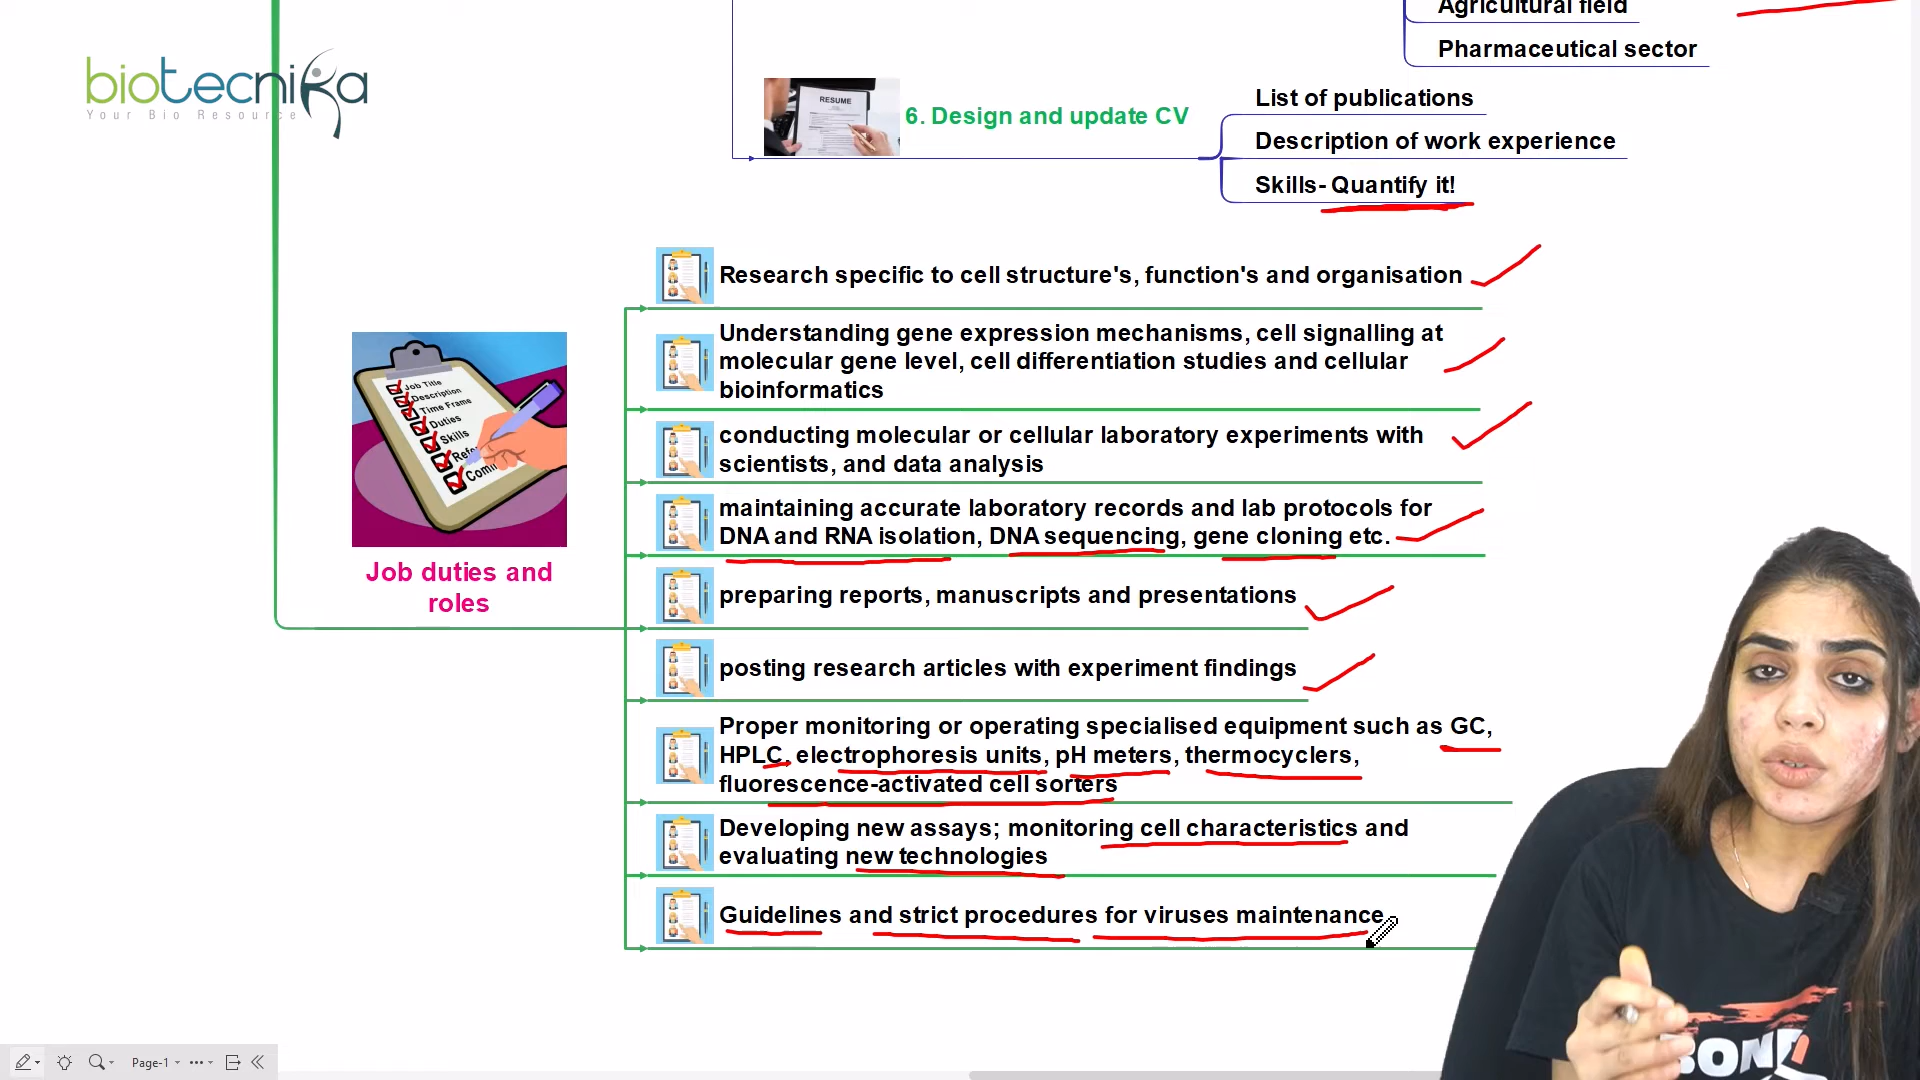 Agricultural field
Pharmaceutical sector
biotecnika
Your Bio Resource
RESUME
6. Design and update CV
List of publications
Description of work experience
Skills- Quantify it!
Research specific to cell structure's, function's and organisation
Understanding gene expression mechanisms, cell signalling at
molecular gene level, cell differentiation studies and cellular
bioinformatics
conducting molecular or cellular laboratory experiments with
scientists, and data analysis
maintaining accurate laboratory records and lab protocols for
DNA and RNA isolation, DNA sequencing, gene cloning etc.
Job Title
Description
Time Frame
Duties
Skills
Job duties and
roles
preparing reports, manuscripts and presentations
posting research articles with experiment findings
Proper monitoring or operating specialised equipment such as GC,
HPLC, electrophoresis units, pH meters, thermocyclers,
fluorescence-activated cell sorters
Developing new assays; monitoring cell characteristics and
evaluating new technologies
Guidelines and strict procedures for viruses maintenance
Page-1